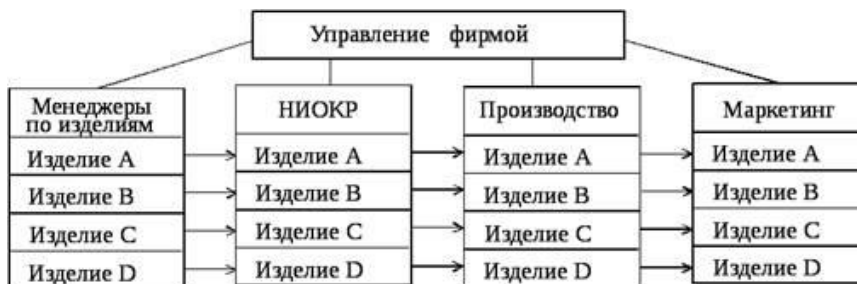 Управление фирмой
Менеджеры
по изделиям
НИОКР
Производство
Маркетинг
Изделие A
Изделие A
Изделие A
Изделие A
Изделие B
Изделие B
Изделие B
Изделие B
Изделие C
Изделие C
Изделие C
Изделие C
Изделие D
Изделие D
Изделие D
Изделие D